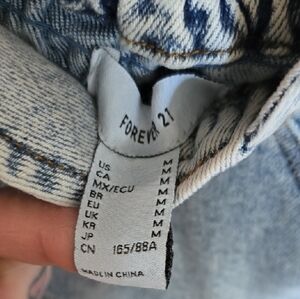 FOREVER 21
US M
CA M
MX/ECU M
BR M
EU M
UK M
KR M
JP M
CN 165/88A
MADE IN CHINA